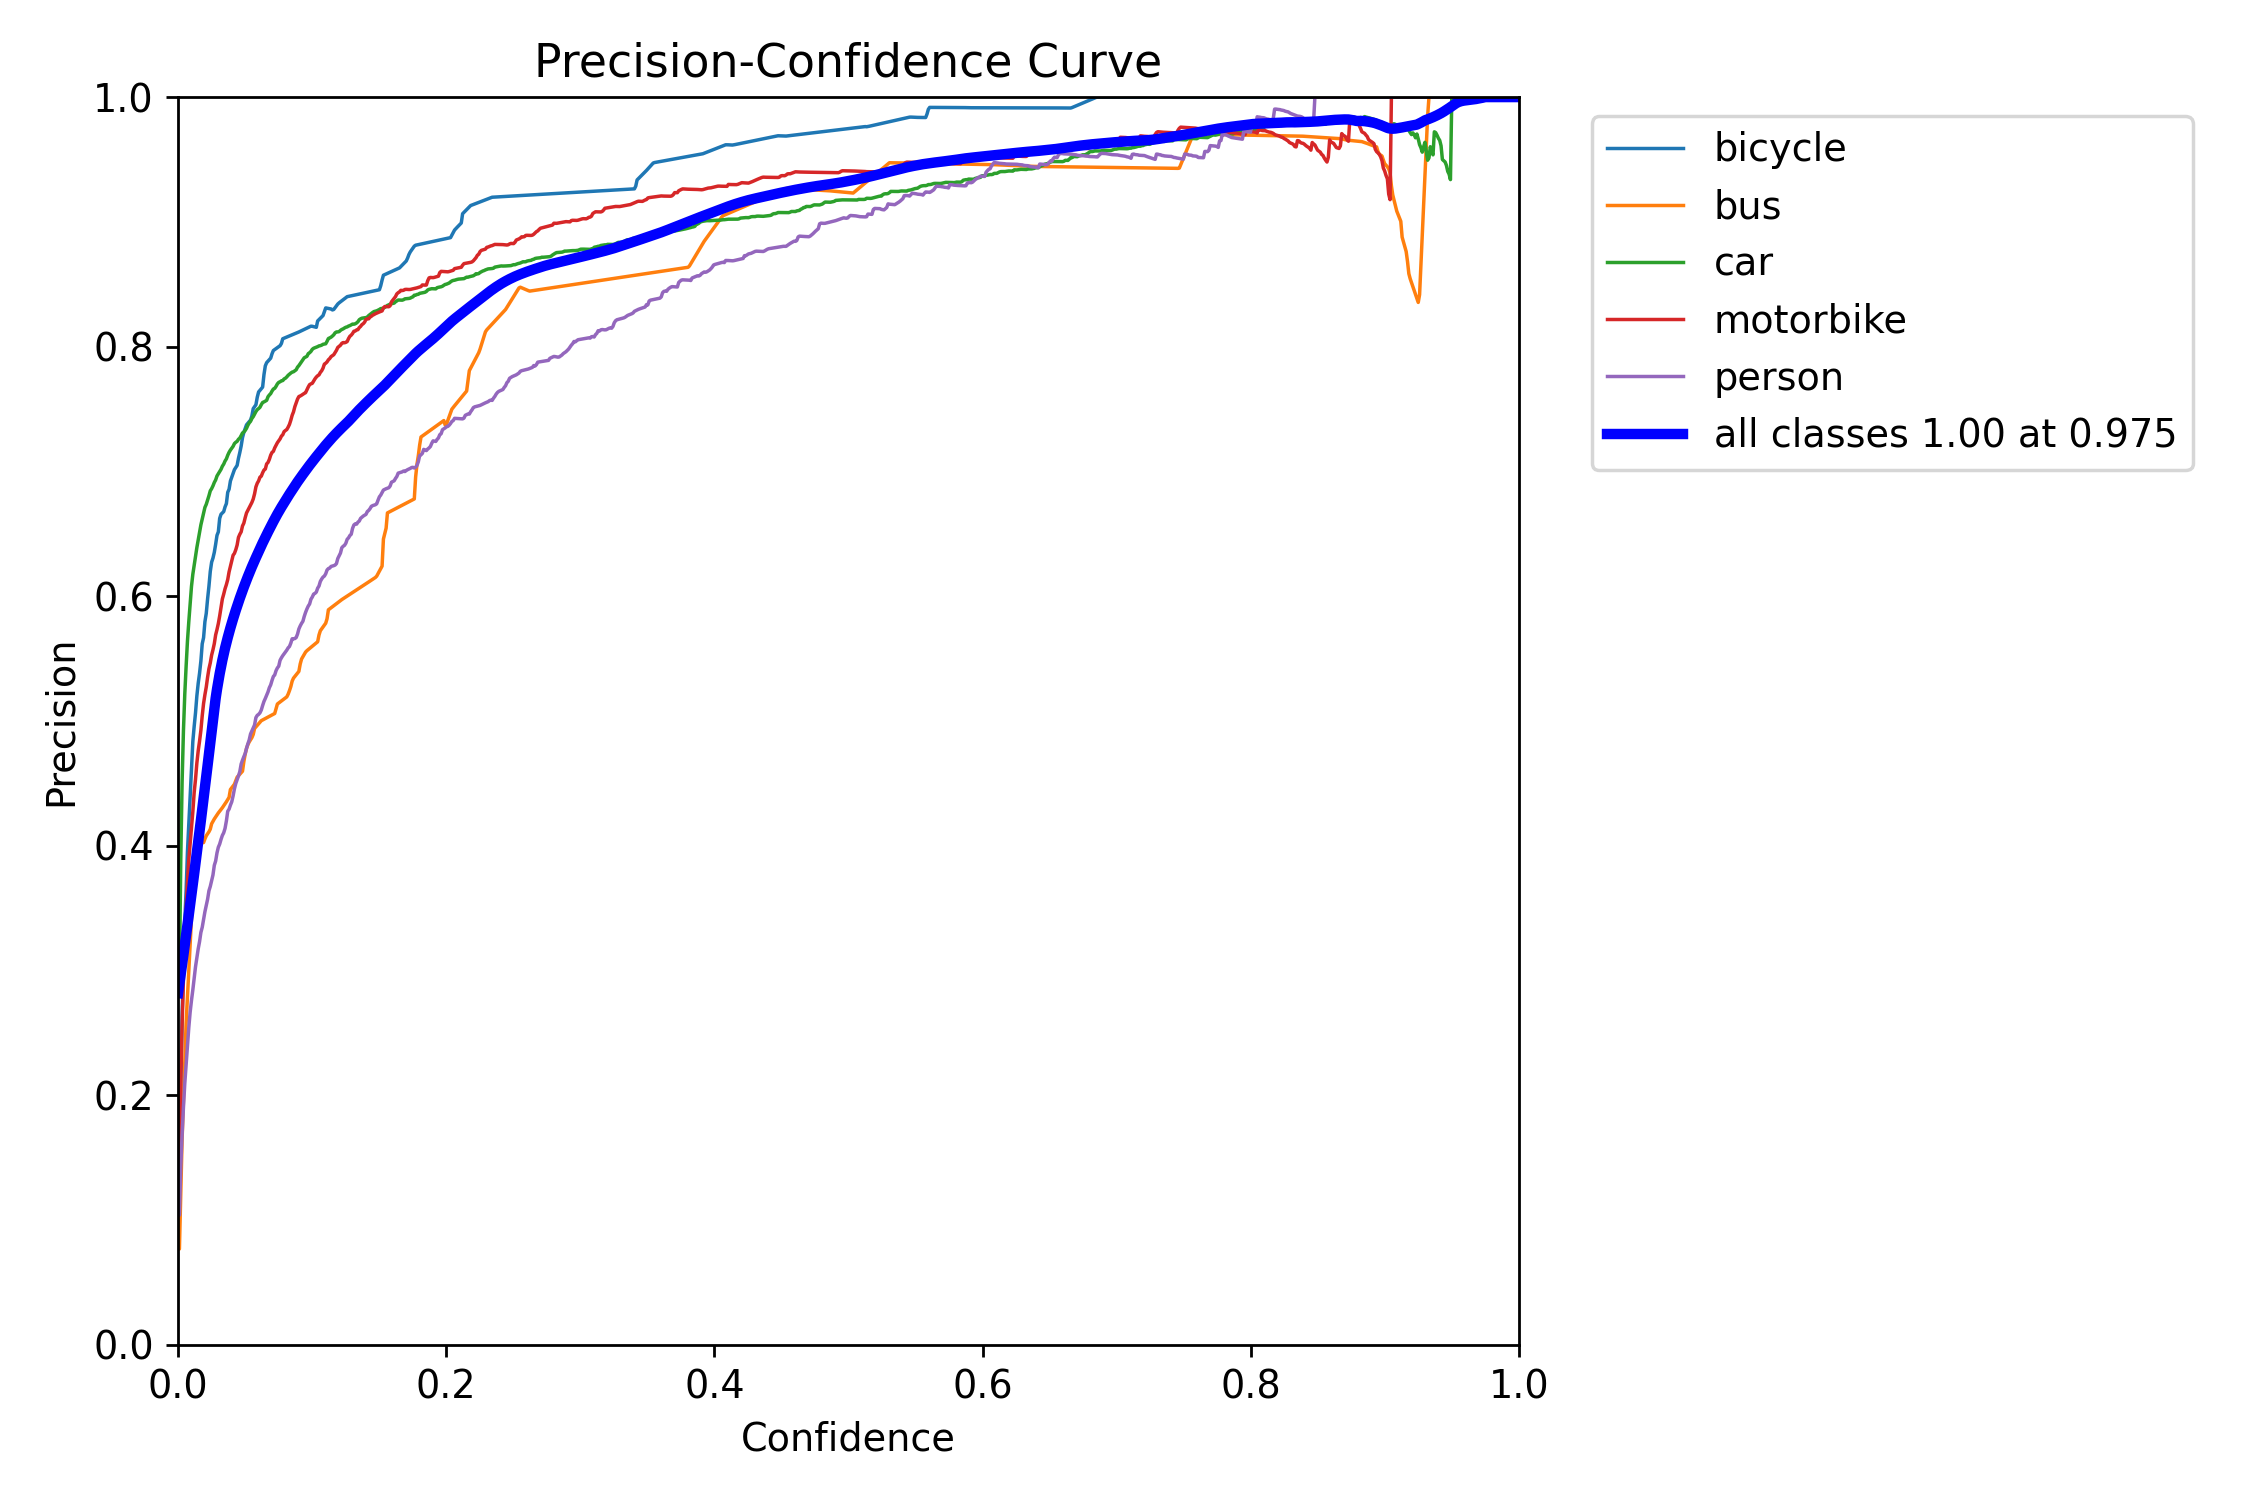 Precision-Confidence Curve
1.0
0.8
0.6
0.4
0.2
0.0
Precision
0.0 0.2 0.4 0.6 0.8 1.0
Confidence
bicycle
bus
car
motorbike
person
all classes 1.00 at 0.975